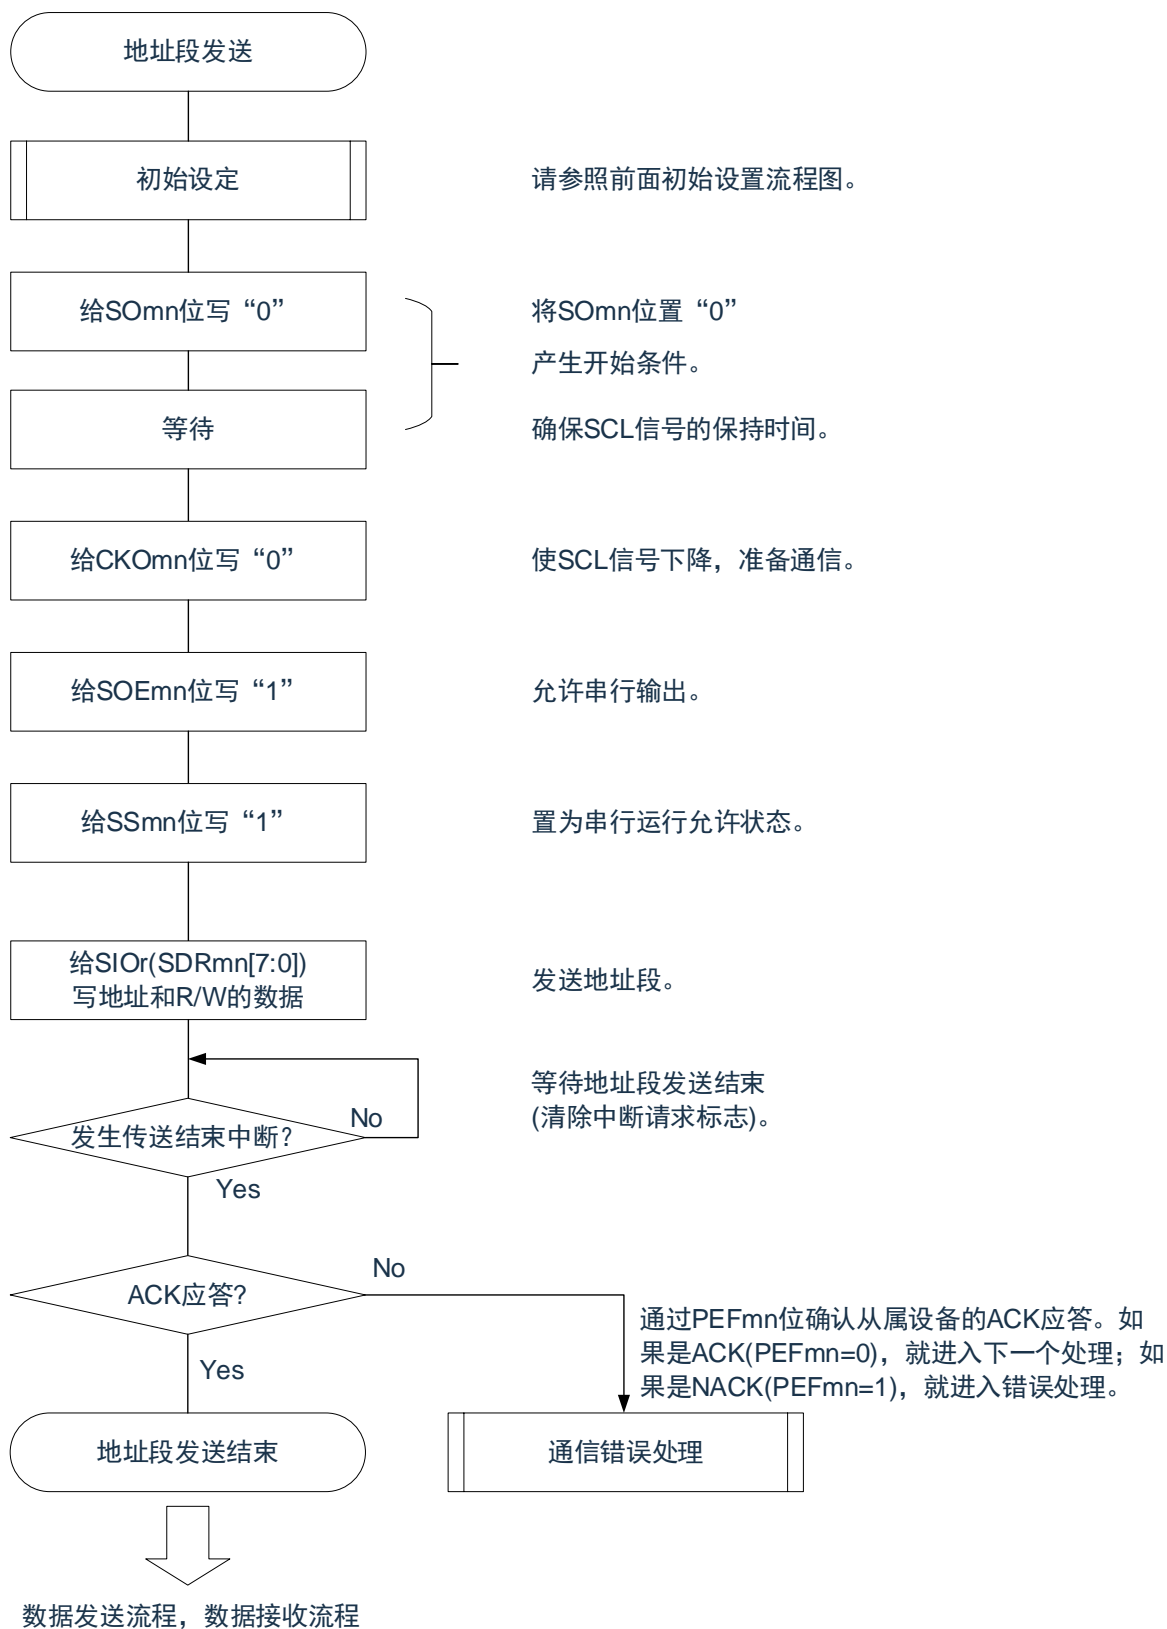 地址段发送
初始设定
请参照前面初始设置流程图。
给SOmn位写“0”
将SOmn位置“0”
产生开始条件。
等待
确保SCL信号的保持时间。
给CKOmn位写“0”
使SCL信号下降，准备通信。
给SOEmn位写“1”
允许串行输出。
给SSmn位写“1”
置为串行运行允许状态。
给SIOr(SDRmn[7:0])
写地址和R/W的数据
发送地址段。
等待地址段发送结束
(清除中断请求标志)。
发生传送结束中断?
No
Yes
ACK应答?
No
通过PEFmn位确认从属设备的ACK应答。如
果是ACK(PEFmn=0)，就进入下一个处理；如
果是NACK(PEFmn=1)，就进入错误处理。
Yes
地址段发送结束
通信错误处理
数据发送流程，数据接收流程